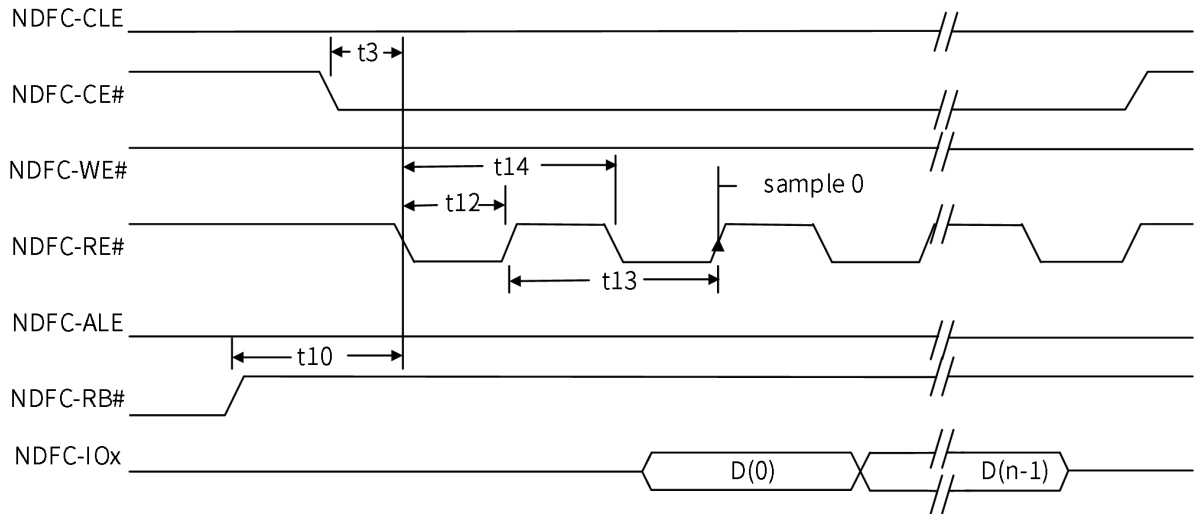 NDFC-CLE
t3
NDFC-CE#
NDFC-WE#
t14
sample 0
t12
NDFC-RE#
t13
NDFC-ALE
t10
NDFC-RB#
NDFC-IOx
D(0)
D(n-1)